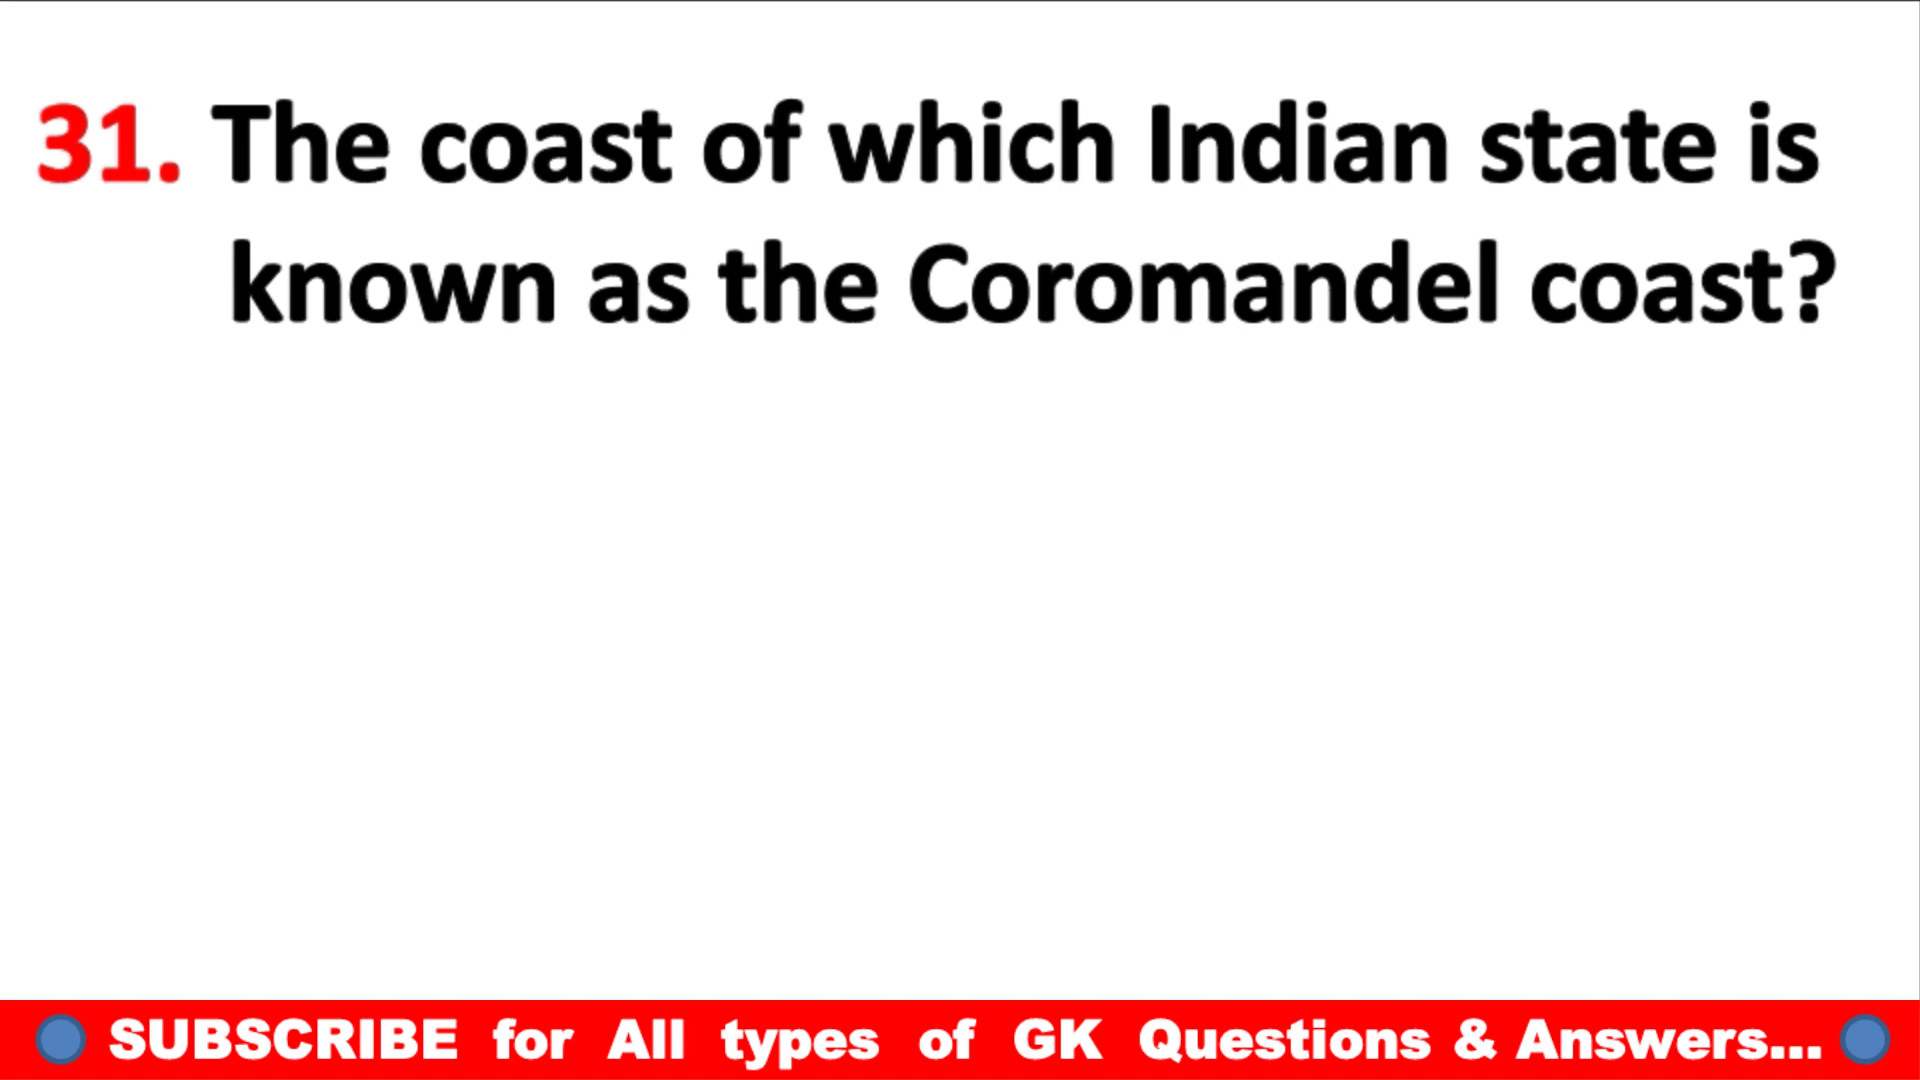 31. The coast of which Indian state is
known as the Coromandel coast?
SUBSCRIBE for All types of GK Questions & Answers...